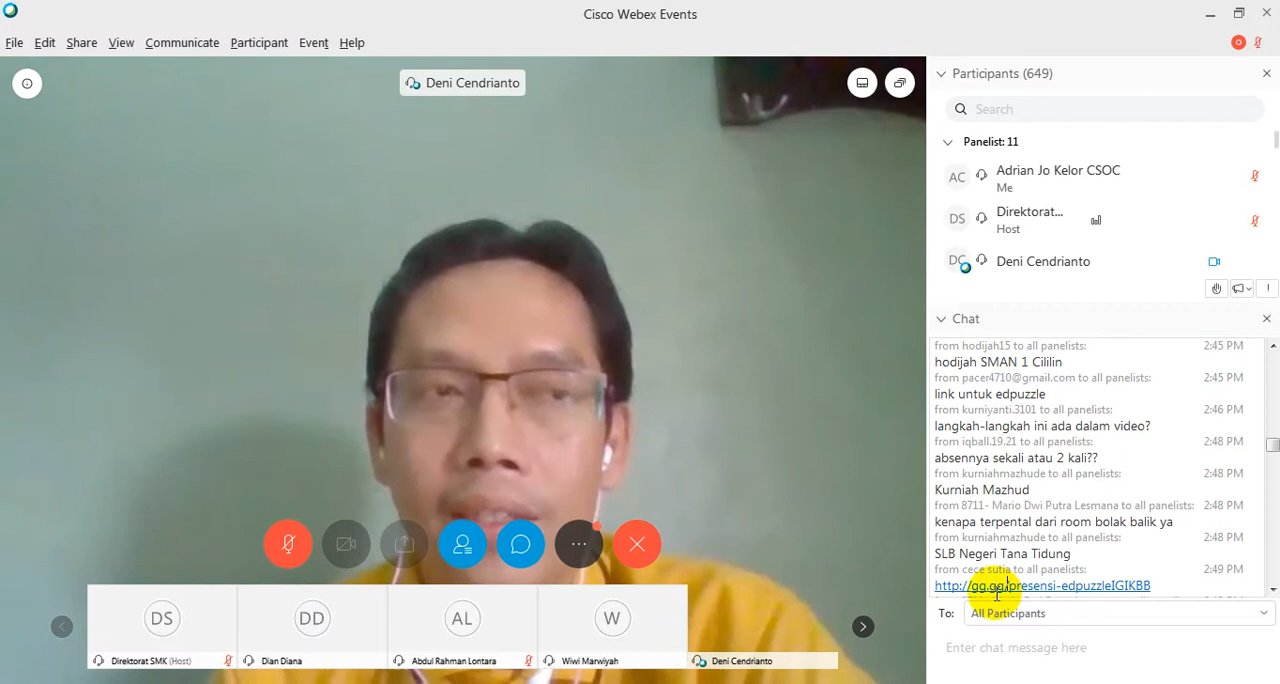 Cisco Webex Events
File Edit Share View Communicate Participant Event Help
Deni Cendrianto
DS DD AL W
Direktorat SMK (Host) Dian Diana Abdul Rahman Lontara Wiwi Marwiyah Deni Cendrianto
Participants (649)
Search
Panelist: 11
AC Adrian Jo Kelor CSOC
Me
DS Direktorat...
Host
DC Deni Cendrianto
Chat
from hodijah15 to all panelists: 2:45 PM
hodijah SMAN 1 Cililin
from pacer4710@gmail.com to all panelists: 2:45 PM
link untuk edpuzzle
from kurniyanti.3101 to all panelists: 2:46 PM
langkah-langkah ini ada dalam video?
from iqball.19.21 to all panelists: 2:48 PM
absennya sekali atau 2 kali??
from kurniahmazhude to all panelists: 2:48 PM
Kurniah Mazhud
from 8711- Mario Dwi Putra Lesmana to all panelists: 2:48 PM
kenapa terpental dari room bolak balik ya
from kurniahmazhude to all panelists: 2:48 PM
SLB Negeri Tana Tidung
from cece sutia to all panelists: 2:49 PM
http://gg.gg/presensi-edpuzzleIGIKBB
To: All Participants
Enter chat message here